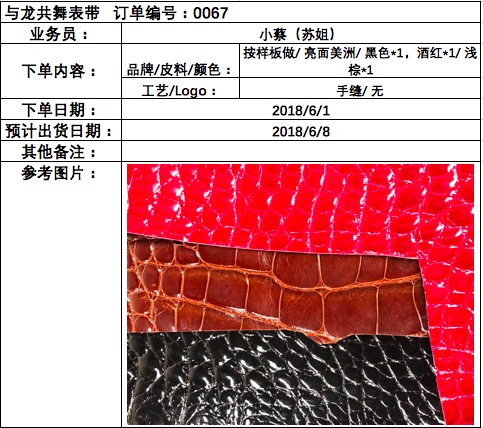 与龙共舞表带 订单编号：0067
业务员： 小蔡（苏姐）
下单内容： 品牌/皮料/颜色： 按样板做/ 亮面美洲/ 黑色*1，酒红*1/ 浅
棕*1
工艺/Logo： 手缝/ 无
下单日期： 2018/6/1
预计出货日期： 2018/6/8
其他备注：
参考图片：